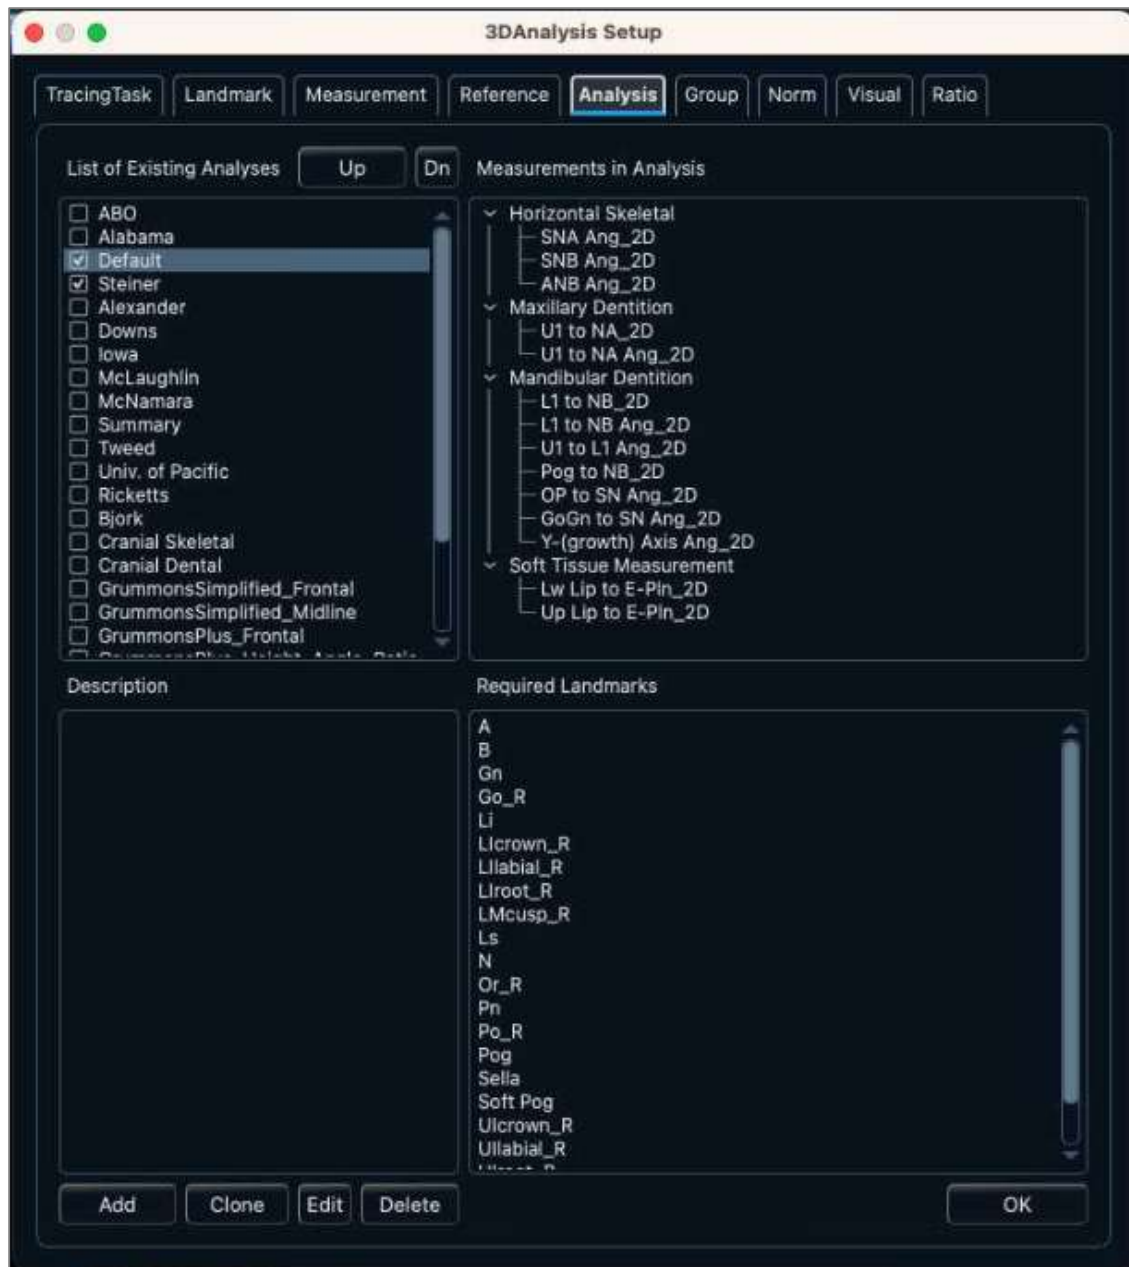 3DAnalysis Setup
TracingTask Landmark Measurement Reference Analysis Group Norm Visual Ratio
List of Existing Analyses Up Dn
ABO
Alabama
Default
Steiner
Alexander
Downs
Iowa
McLaughlin
McNamara
Summary
Tweed
Univ. of Pacific
Ricketts
Bjork
Cranial Skeletal
Cranial Dental
GrummonsSimplified_Frontal
GrummonsSimplified_Midline
GrummonsPlus_Frontal
Measurements in Analysis
Horizontal Skeletal
SNA Ang_2D
SNB Ang_2D
ANB Ang_2D
Maxillary Dentition
U1 to NA_2D
U1 to NA Ang_2D
Mandibular Dentition
L1 to NB_2D
L1 to NB Ang_2D
U1 to L1 Ang_2D
Pog to NB_2D
OP to SN Ang_2D
GoGn to SN Ang_2D
Y-(growth) Axis Ang_2D
Soft Tissue Measurement
Lw Lip to E-Pln_2D
Up Lip to E-Pln_2D
Description
Required Landmarks
A
B
Gn
Go_R
Li
LIcrown_R
LIlabial_R
LIroot_R
LMcusp_R
Ls
N
Or_R
Pn
Po_R
Pog
Sella
Soft Pog
UIcrown_R
UIlabial_R
Add Clone Edit Delete OK